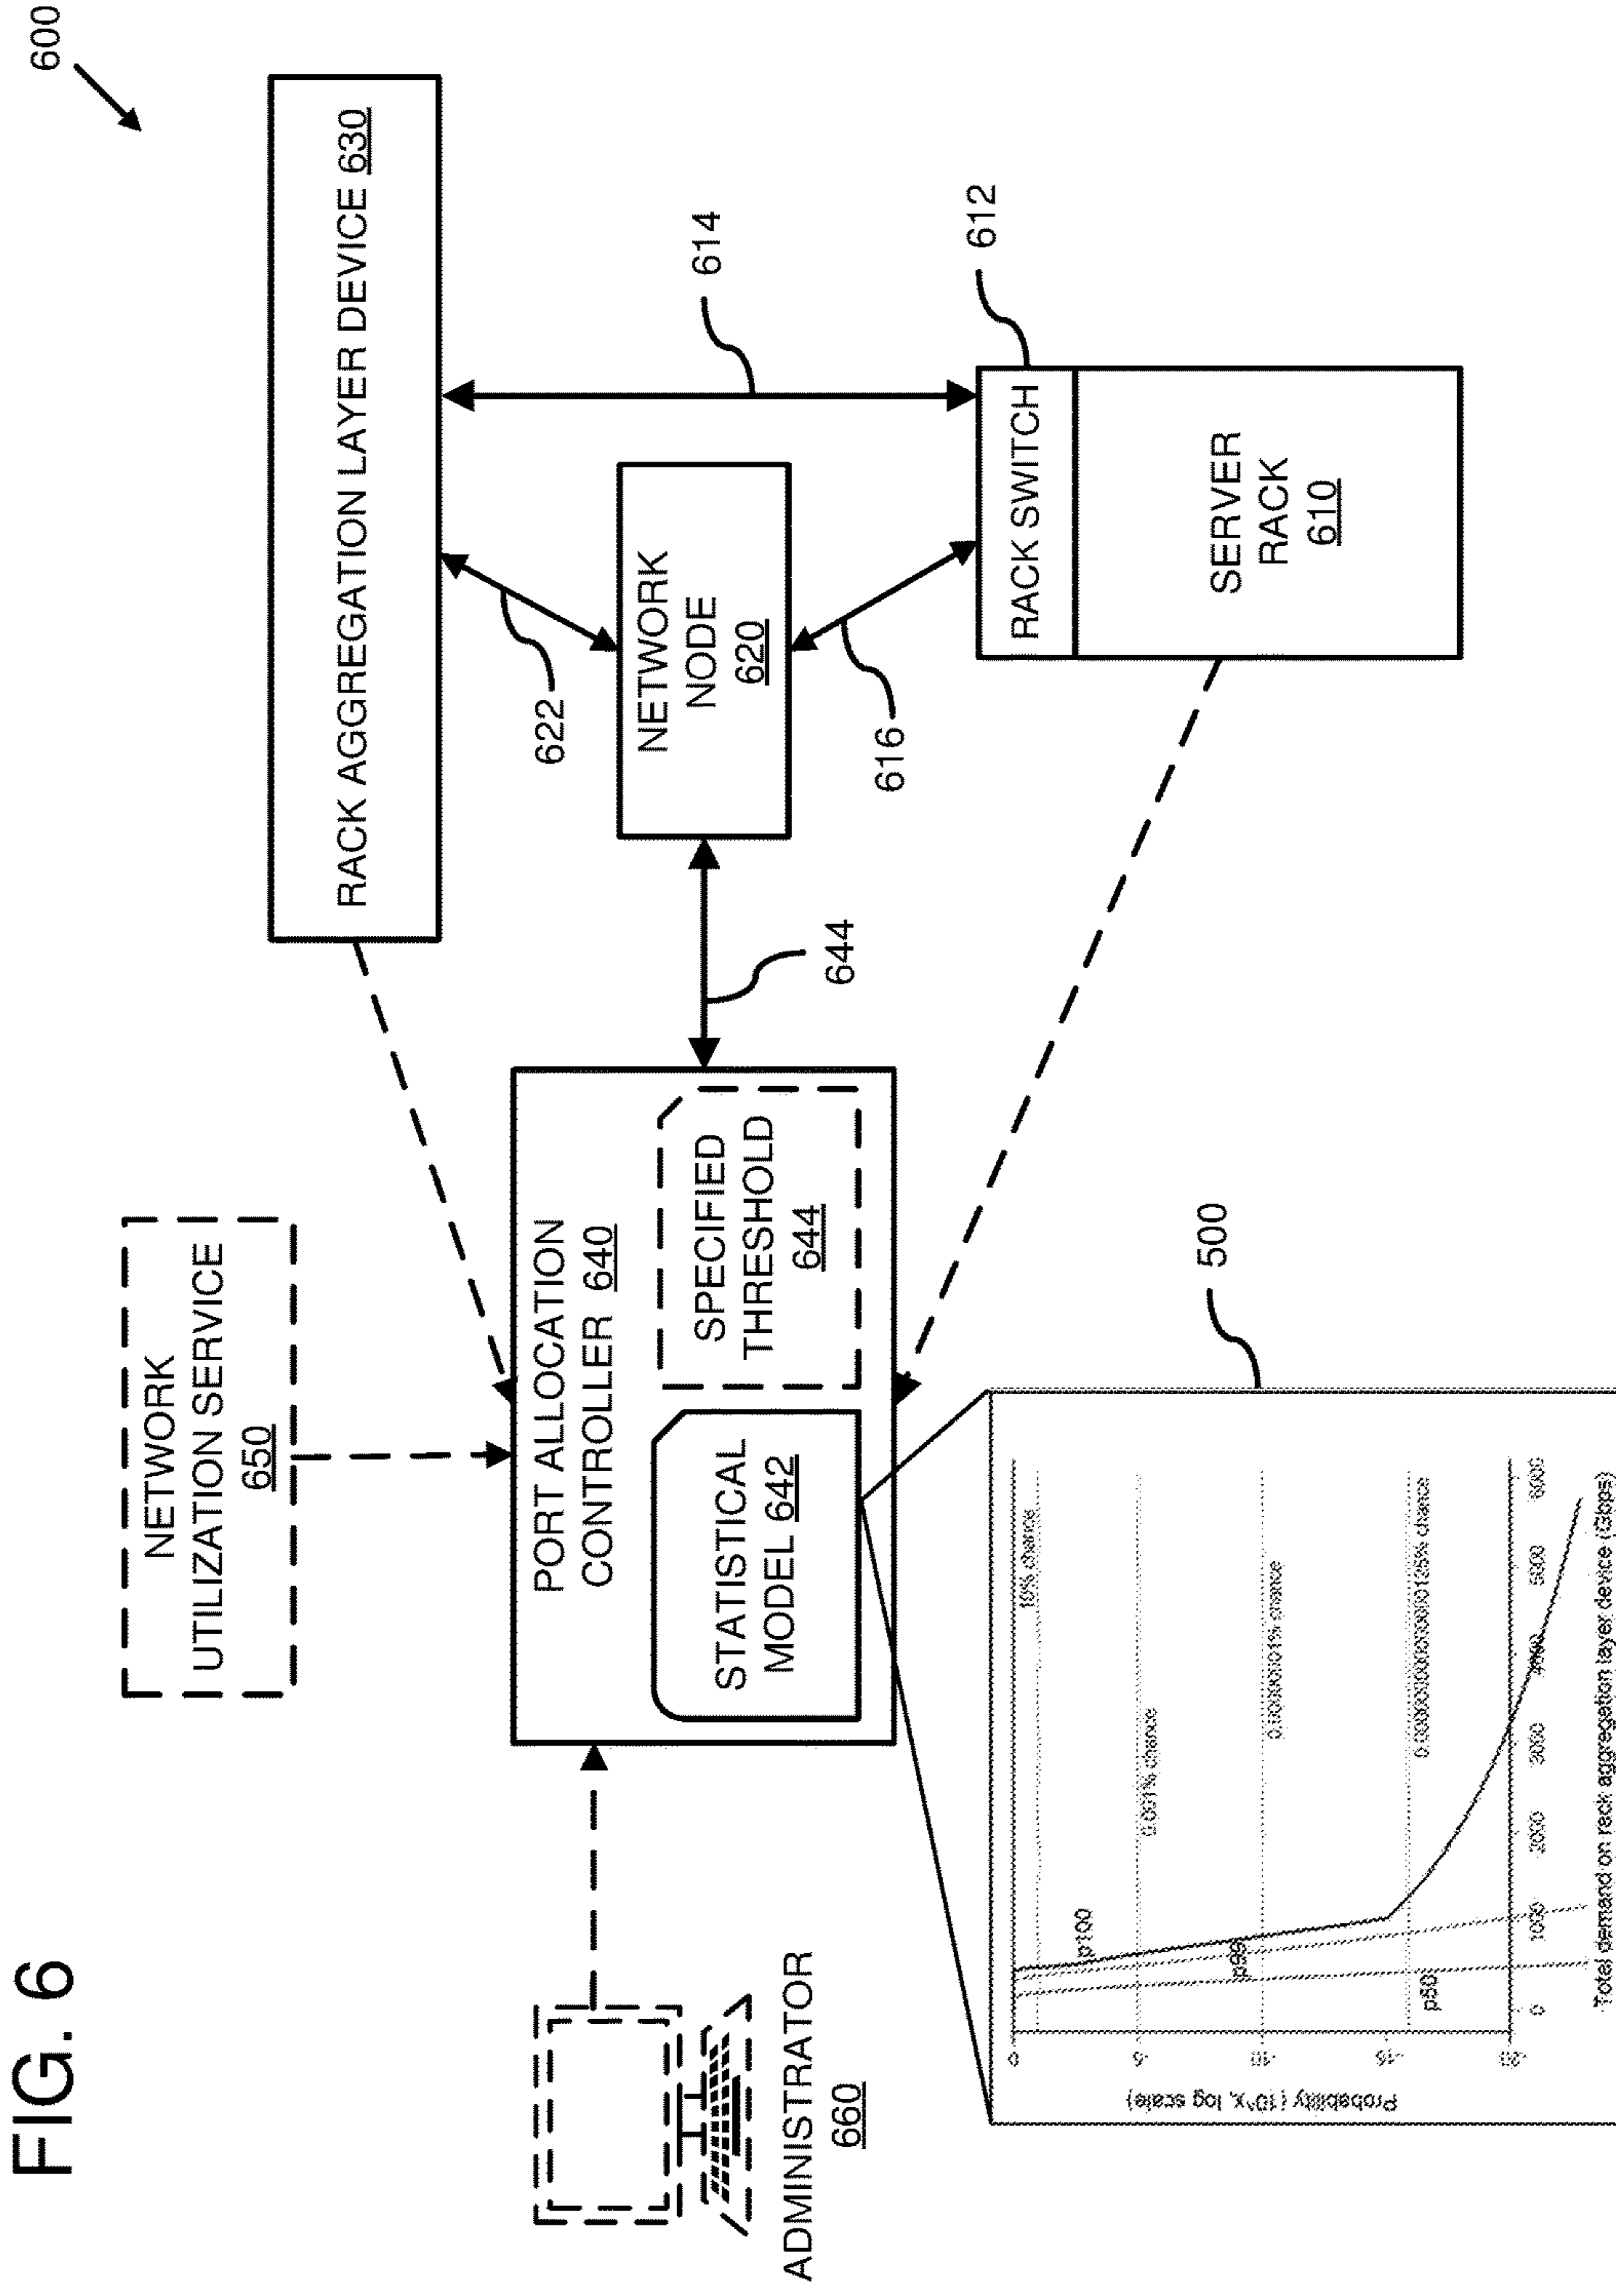 FIG. 6
600
NETWORK
UTILIZATION SERVICE
650
RACK AGGREGATION LAYER DEVICE 630
622
614
NETWORK
NODE
620
616
612
RACK SWITCH
SERVER
RACK
610
644
PORT ALLOCATION
CONTROLLER 640
STATISTICAL
MODEL 642
SPECIFIED
THRESHOLD
644
ADMINISTRATOR
660
500
Probability (10^x, log scale)
0
-5
-10
-15
-20
10% chance
p100
0.001% chance
p99
p50
0 1000 2000 3000 4000 5000 6000
Total demand on rack aggregation layer device (Gbps)